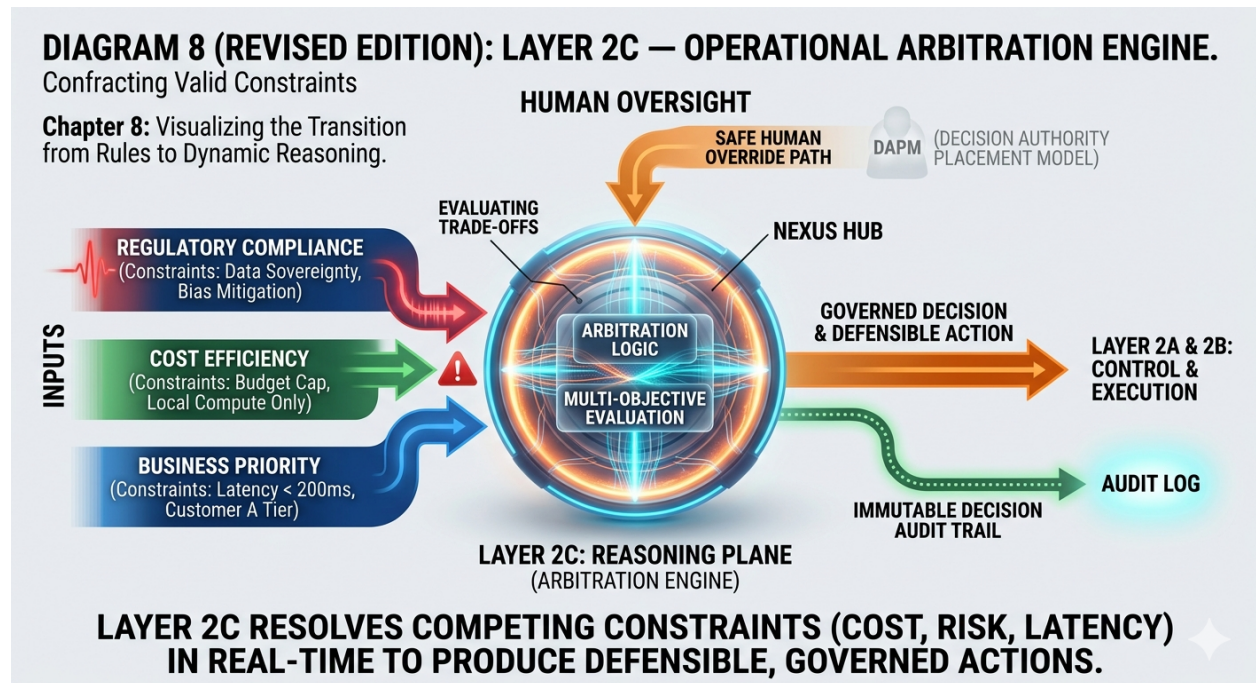 DIAGRAM 8 (REVISED EDITION): LAYER 2C — OPERATIONAL ARBITRATION ENGINE.
Confracting Valid Constraints
Chapter 8: Visualizing the Transition
from Rules to Dynamic Reasoning.
HUMAN OVERSIGHT
SAFE HUMAN
OVERRIDE PATH
DAPM
(DECISION AUTHORITY
PLACEMENT MODEL)
EVALUATING
TRADE-OFFS
NEXUS HUB
INPUTS
REGULATORY COMPLIANCE
(Constraints: Data Sovereignty,
Bias Mitigation)
COST EFFICIENCY
(Constraints: Budget Cap,
Local Compute Only)
!
BUSINESS PRIORITY
(Constraints: Latency < 200ms,
Customer A Tier)
ARBITRATION
LOGIC
MULTI-OBJECTIVE
EVALUATION
GOVERNED DECISION
& DEFENSIBLE ACTION
LAYER 2A & 2B:
CONTROL &
EXECUTION
AUDIT LOG
IMMUTABLE DECISION
AUDIT TRAIL
LAYER 2C: REASONING PLANE
(ARBITRATION ENGINE)
LAYER 2C RESOLVES COMPETING CONSTRAINTS (COST, RISK, LATENCY)
IN REAL-TIME TO PRODUCE DEFENSIBLE, GOVERNED ACTIONS.